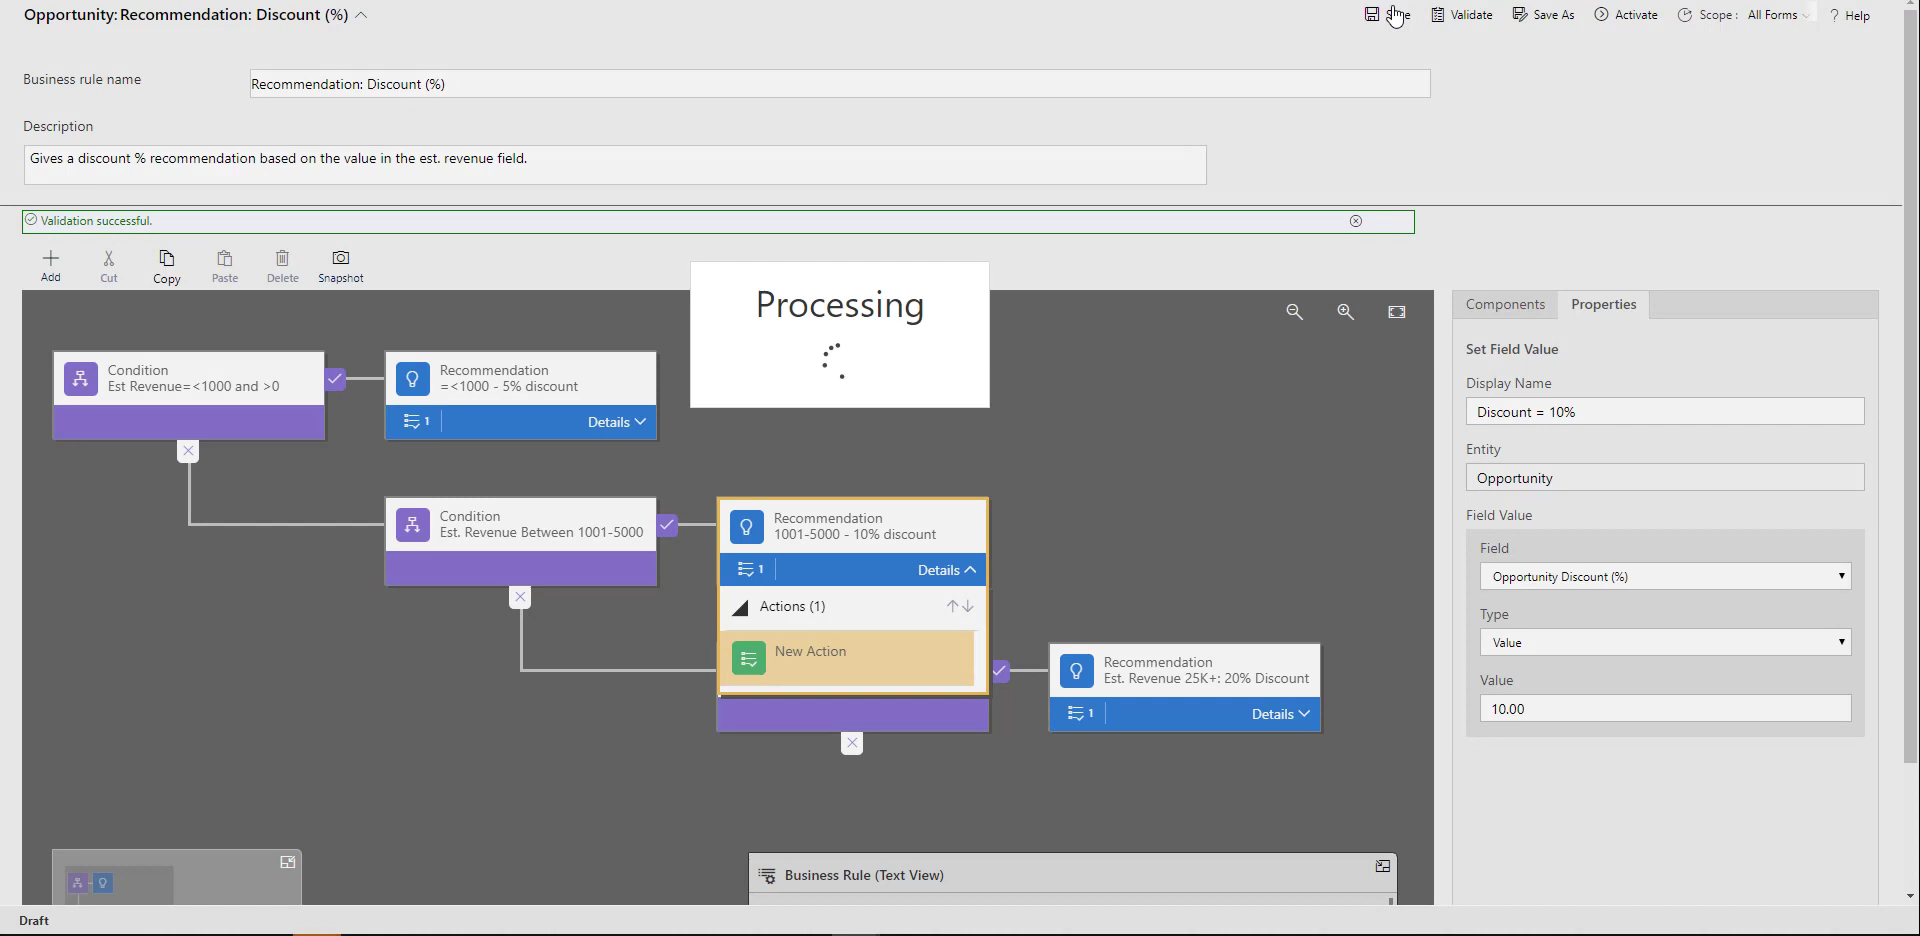 Opportunity: Recommendation: Discount (%)
Validate
Save As
Activate
Scope :
All Forms
? Help
Business rule name
Recommendation: Discount (%)
Description
Gives a discount % recommendation based on the value in the est. revenue field.
Validation successful.
Add
Cut
Copy
Paste
Delete
Snapshot
Processing
Components
Properties
Condition
Est Revenue=<1000 and >0
Recommendation
=<1000 - 5% discount
1
Details
Condition
Est. Revenue Between 1001-5000
Recommendation
1001-5000 - 10% discount
1
Details
Actions (1)
New Action
Recommendation
Est. Revenue 25K+: 20% Discount
1
Details
Set Field Value
Display Name
Discount = 10%
Entity
Opportunity
Field Value
Field
Opportunity Discount (%)
Type
Value
Value
10.00
Business Rule (Text View)
Draft